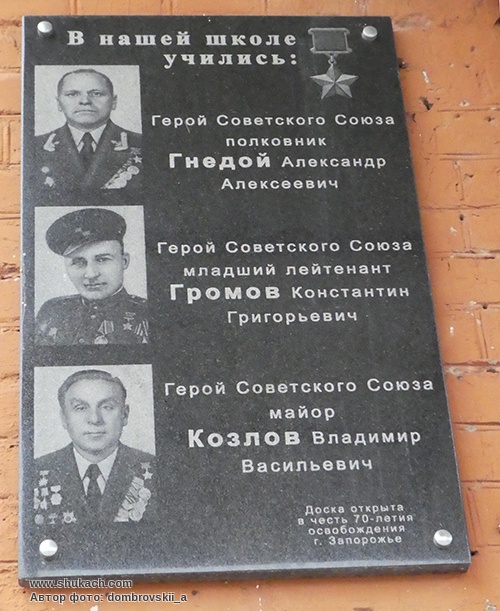 В нашей школе
учились:
Герой Советского Союза
полковник
Гнедой Александр
Алексеевич
Герой Советского Союза
младший лейтенант
Громов Константин
Григорьевич
Герой Советского Союза
майор
Козлов Владимир
Васильевич
Доска открыта
в честь 70-летия
освобождения
г. Запорожье
www.shukach.com
Автор фото: dombrovskii_a